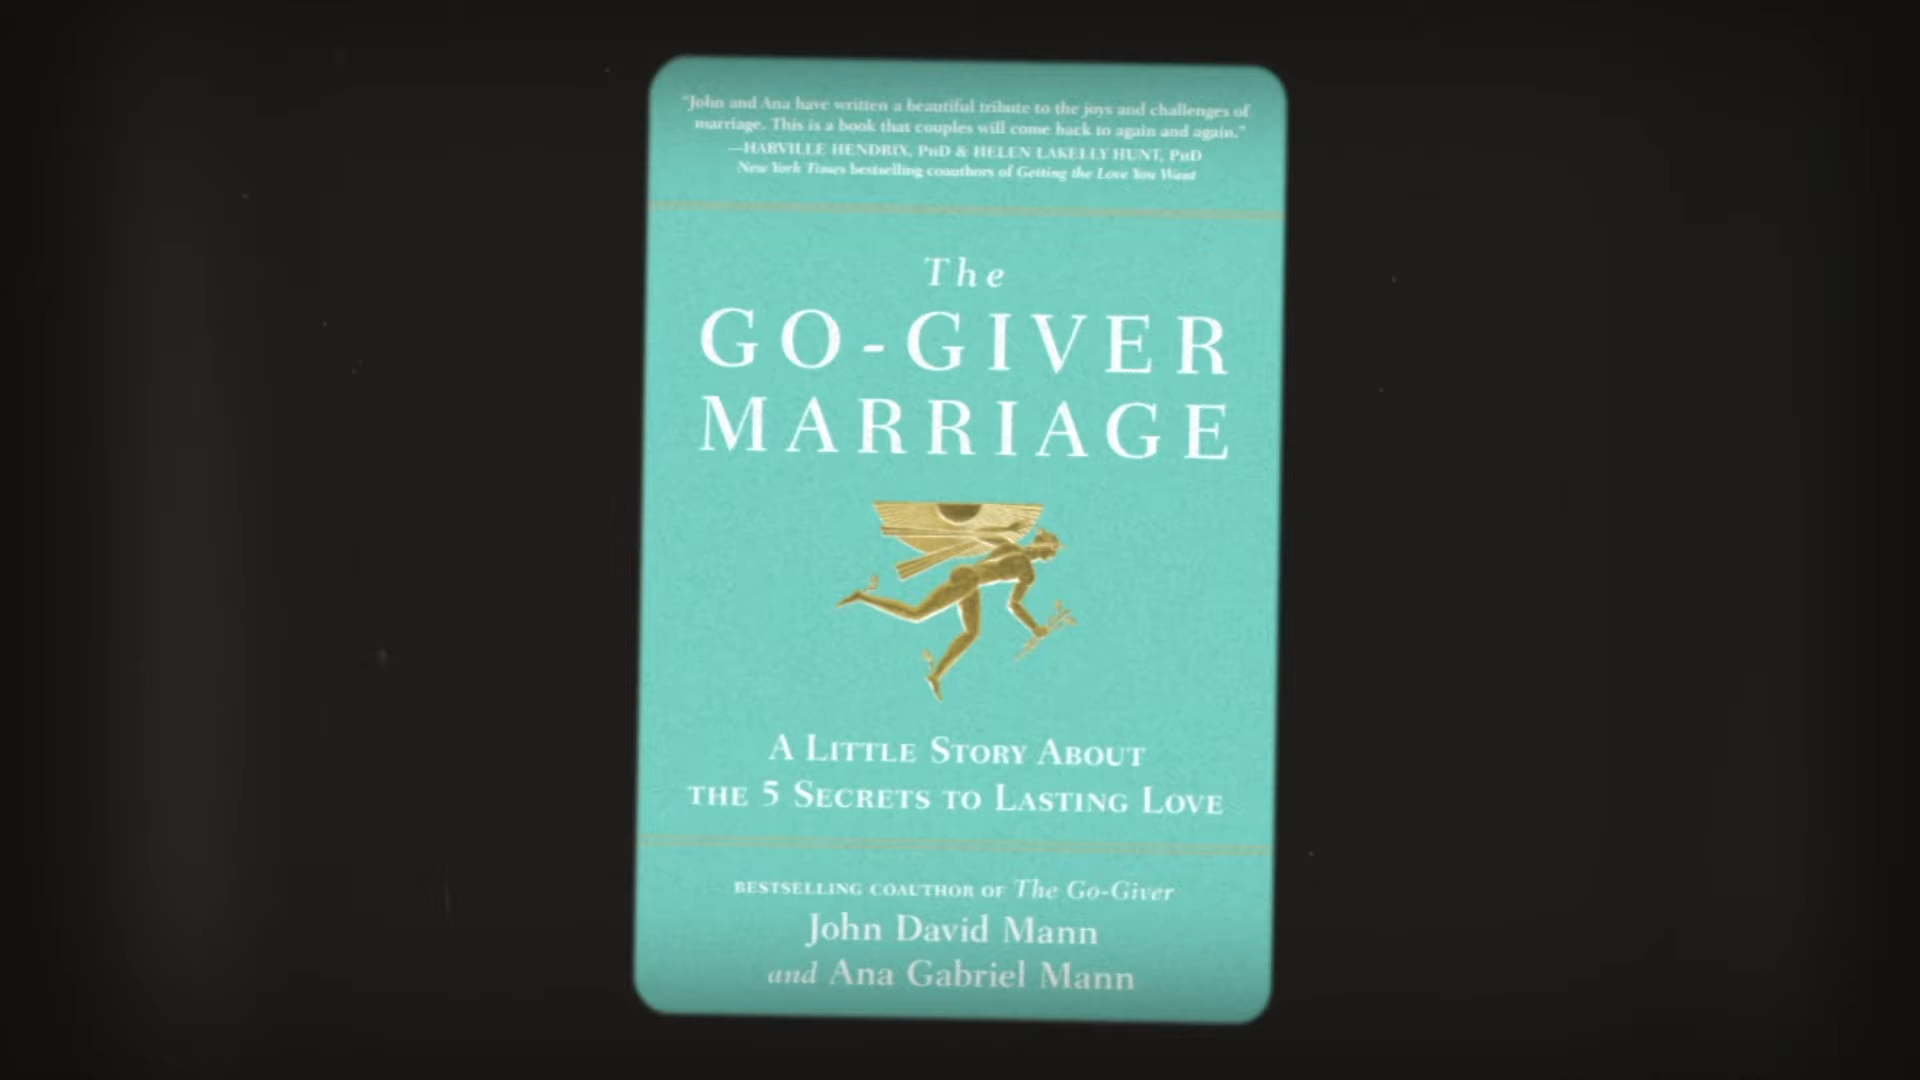 "John and Ana have written a beautiful tribute to the joys and challenges of
marriage. This is a book that couples will come back to again and again."
—HARVILLE HENDRIX, PhD & HELEN LAKELLY HUNT, PhD
New York Times bestselling coauthors of Getting the Love You Want
The
GO-GIVER
MARRIAGE
A LITTLE STORY ABOUT
THE 5 SECRETS TO LASTING LOVE
BESTSELLING COAUTHOR OF The Go-Giver
John David Mann
and Ana Gabriel Mann